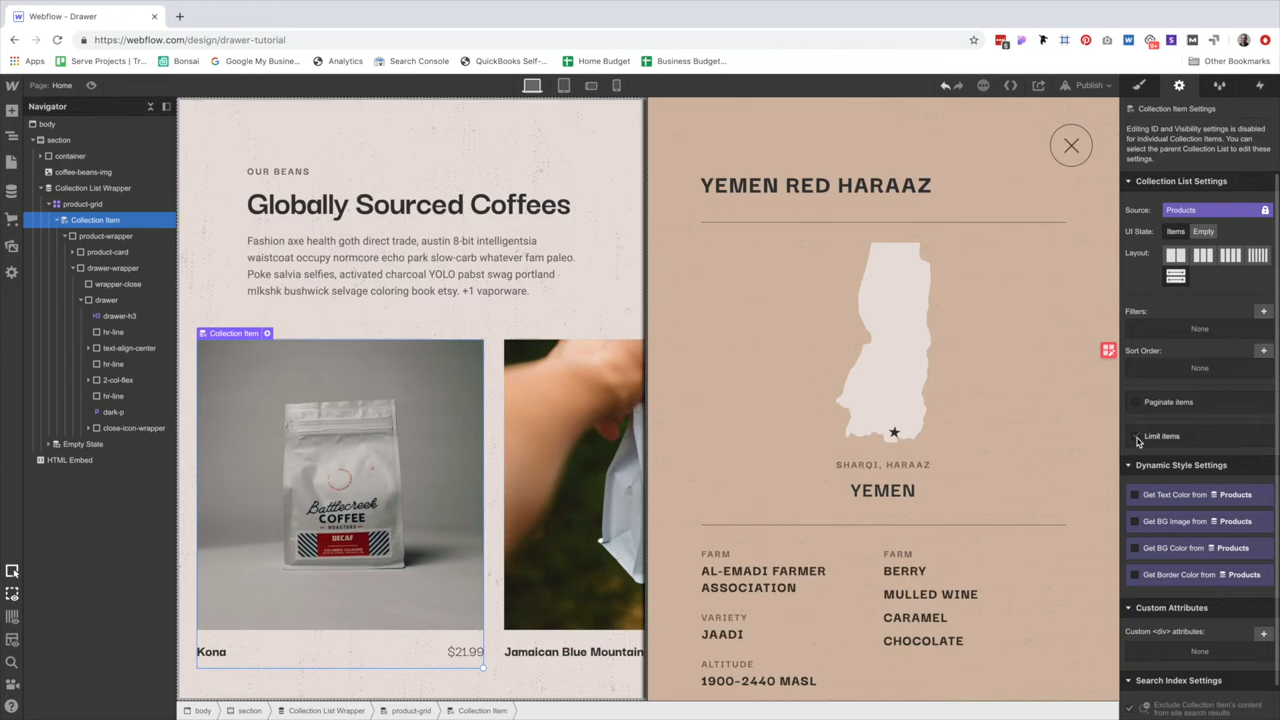 Webflow - Drawer
https://webflow.com/design/drawer-tutorial
Apps
Serve Projects | Tr...
Bonsai
Google My Busine...
Analytics
Search Console
QuickBooks Self-...
Home Budget
Business Budget...
Other Bookmarks
Page: Home
Publish
Navigator
body
section
container
coffee-beans-img
Collection List Wrapper
product-grid
Collection Item
product-wrapper
product-card
drawer-wrapper
wrapper-close
drawer
drawer-h3
hr-line
text-align-center
hr-line
2-col-flex
hr-line
dark-p
close-icon-wrapper
Empty State
HTML Embed
OUR BEANS
Globally Sourced Coffees
Fashion axe health goth direct trade, austin 8-bit intelligentsia
waistcoat occupy normcore echo park slow-carb whatever fam paleo.
Poke salvia selfies, activated charcoal YOLO pabst swag portland
mlkshk bushwick selvage coloring book etsy. +1 vaporware.
Collection Item
Battlecreek
COFFEE
ROASTERS
DECAF
Kona
$21.99
Jamaican Blue Mountain
YEMEN RED HARAAZ
SHARQI, HARAAZ
YEMEN
FARM
AL-EMADI FARMER
ASSOCIATION
VARIETY
JAADI
ALTITUDE
1900–2440 MASL
FARM
BERRY
MULLED WINE
CARAMEL
CHOCOLATE
Collection Item Settings
Editing ID and Visibility settings is disabled
for individual Collection Items. You can
select the parent Collection List to edit these
settings.
Collection List Settings
Source:
Products
UI State:
Items
Empty
Layout:
Filters:
None
Sort Order:
None
Paginate items
Limit items
Dynamic Style Settings
Get Text Color from Products
Get BG Image from Products
Get BG Color from Products
Get Border Color from Products
Custom Attributes
Custom <div> attributes:
None
Search Index Settings
Exclude Collection Item's content
from site search results
body
section
Collection List Wrapper
product-grid
Collection Item